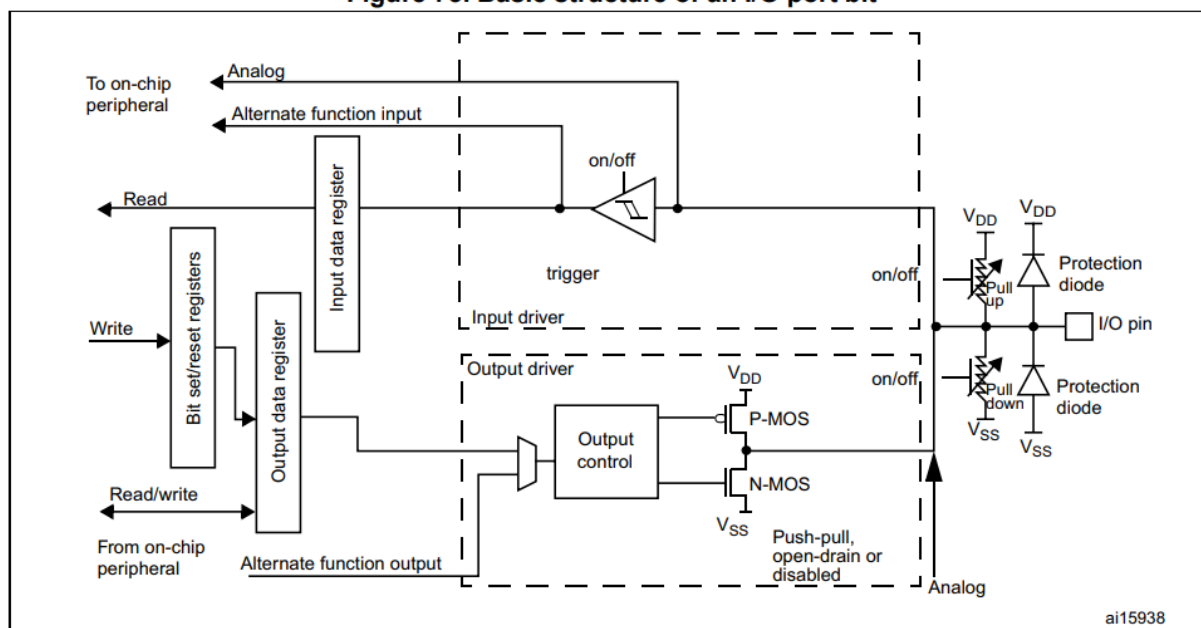 To on-chip
peripheral
Analog
Alternate function input
on/off
Read
Input data register
trigger
Input driver
Write
Bit set/reset registers
Output data register
Read/write
From on-chip
peripheral
Alternate function output
Output driver
Output
control
VDD
P-MOS
N-MOS
VSS
Push-pull,
open-drain or
disabled
on/off
VDD
Pull
up
VDD
Protection
diode
I/O pin
on/off
Pull
down
VSS
Protection
diode
VSS
Analog
ai15938